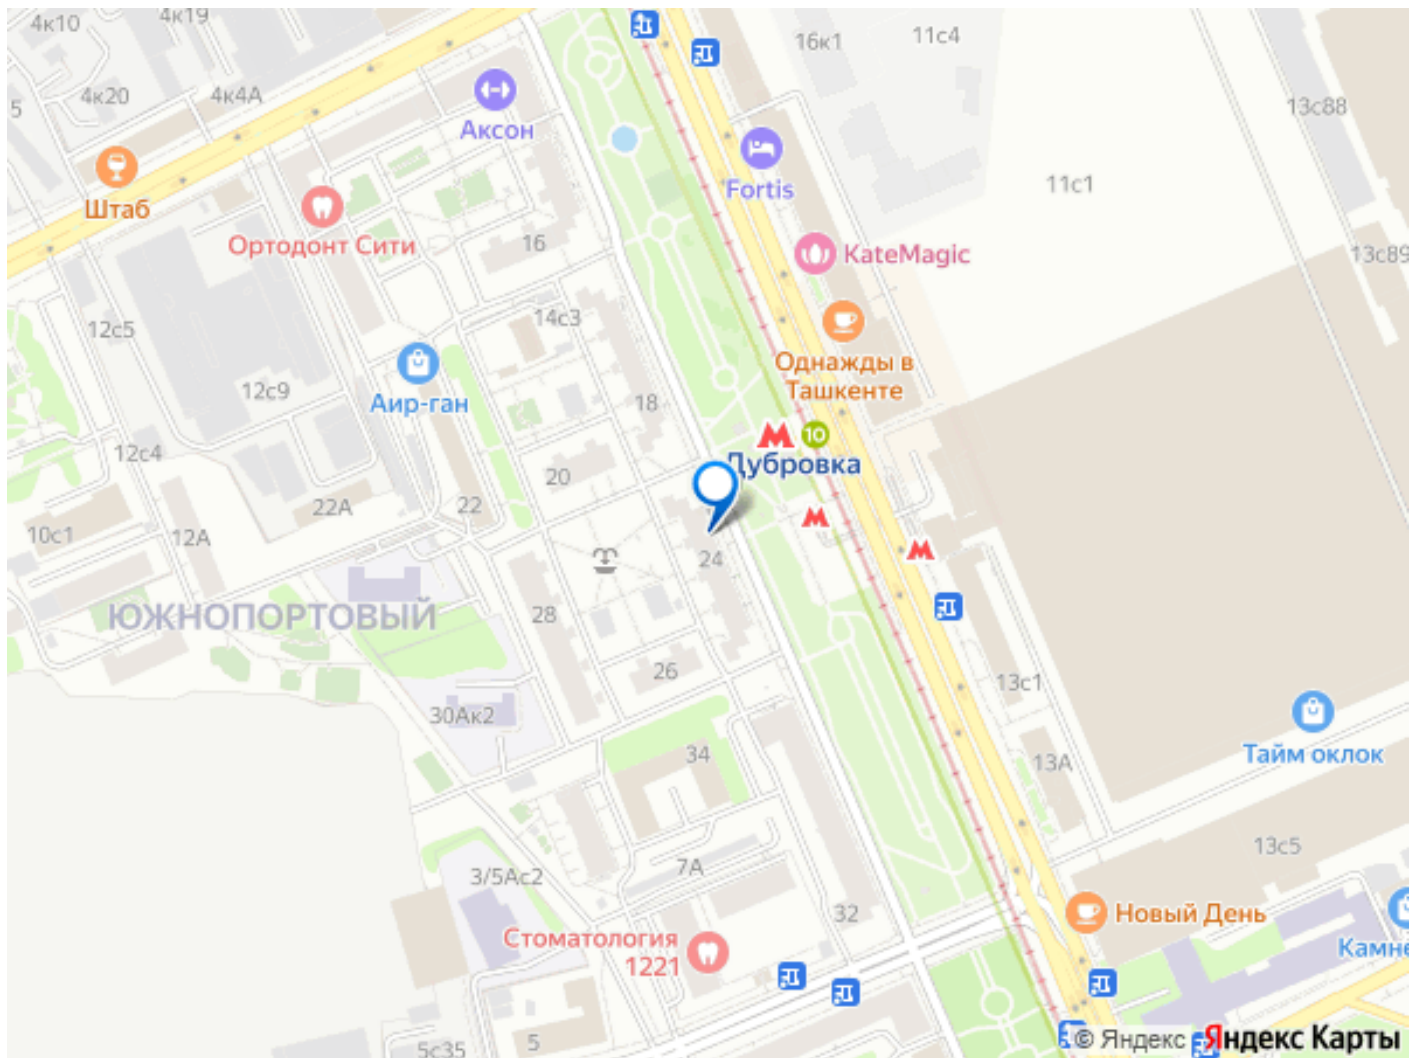 4к10
4к19
16к1
11с4
4к20
4к4А
5
Аксон
13с88
Fortis
11с1
Штаб
Ортодонт Сити
16
KateMagic
13с89
14с3
12с5
Однажды в
Ташкенте
12с9
Аир-ган
18
10
Дубровка
12с4
20
22А
22
10с1
12А
24
ЮЖНОПОРТОВЫЙ
28
26
13с1
30Ак2
34
13А
Тайм оклок
13с5
7А
3/5Ас2
32
Новый День
Стоматология
1221
Камне
5с35
5
© Яндекс
Яндекс Карты